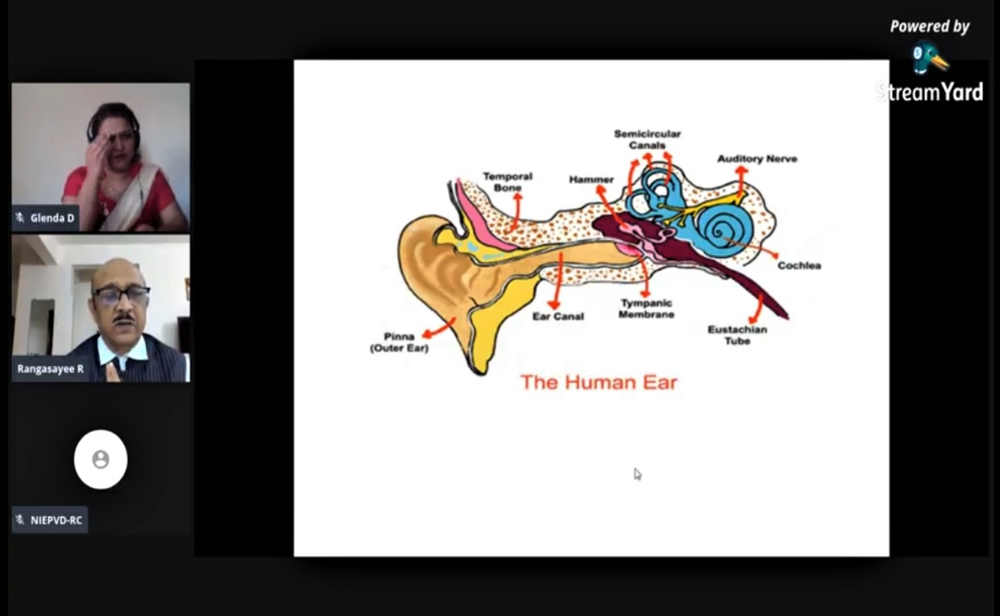 Powered by
StreamYard
Glenda D
Rangasayee R
NIEPVD-RC
Semicircular
Canals
Auditory Nerve
Temporal
Bone
Hammer
Cochlea
Tympanic
Membrane
Ear Canal
Eustachian
Tube
Pinna
(Outer Ear)
The Human Ear